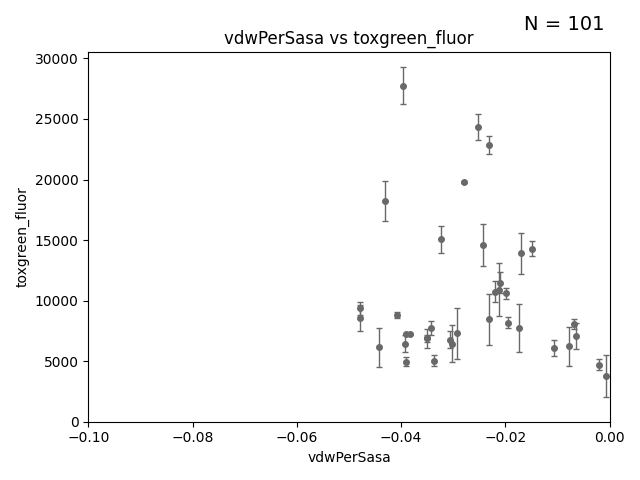 N = 101
vdwPerSasa vs toxgreen_fluor
30000
25000
20000
15000
10000
5000
0
toxgreen_fluor
−0.10 −0.08 −0.06 −0.04 −0.02 0.00
vdwPerSasa